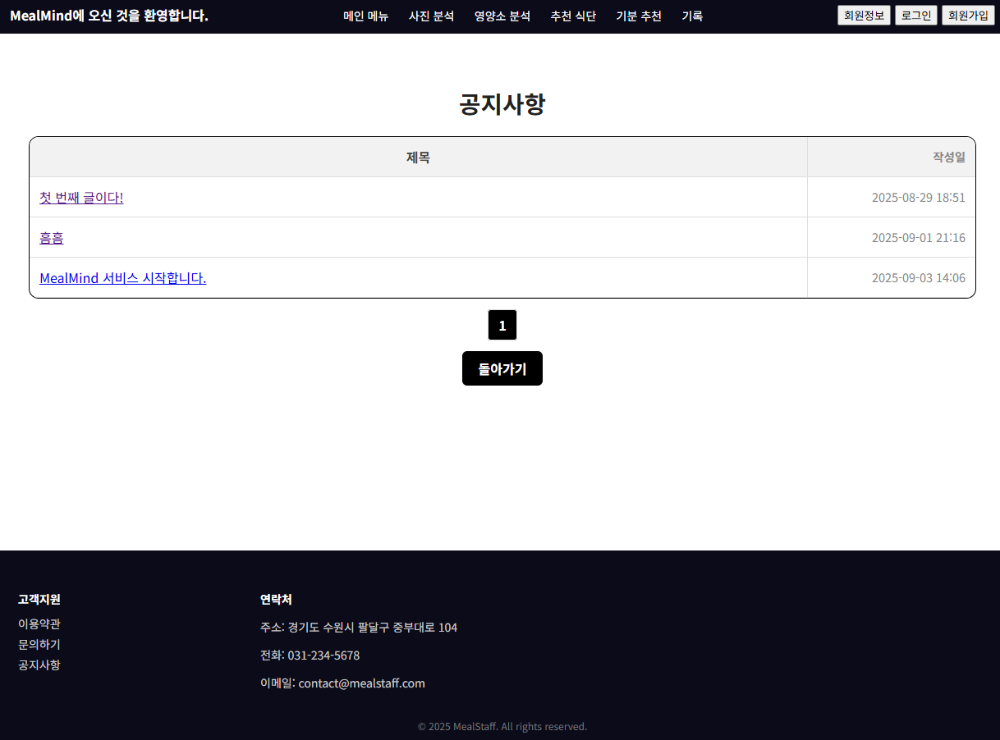 MealMind에 오신 것을 환영합니다. 메인 메뉴 사진 분석 영양소 분석 추천 식단 기분 추천 기록 회원정보 로그인 회원가입
공지사항
제목 작성일
첫 번째 글이다! 2025-08-29 18:51
흠흠 2025-09-01 21:16
MealMind 서비스 시작합니다. 2025-09-03 14:06
1
돌아가기
고객지원
이용약관
문의하기
공지사항
연락처
주소: 경기도 수원시 팔달구 중부대로 104
전화: 031-234-5678
이메일: contact@mealstaff.com
© 2025 MealStaff. All rights reserved.